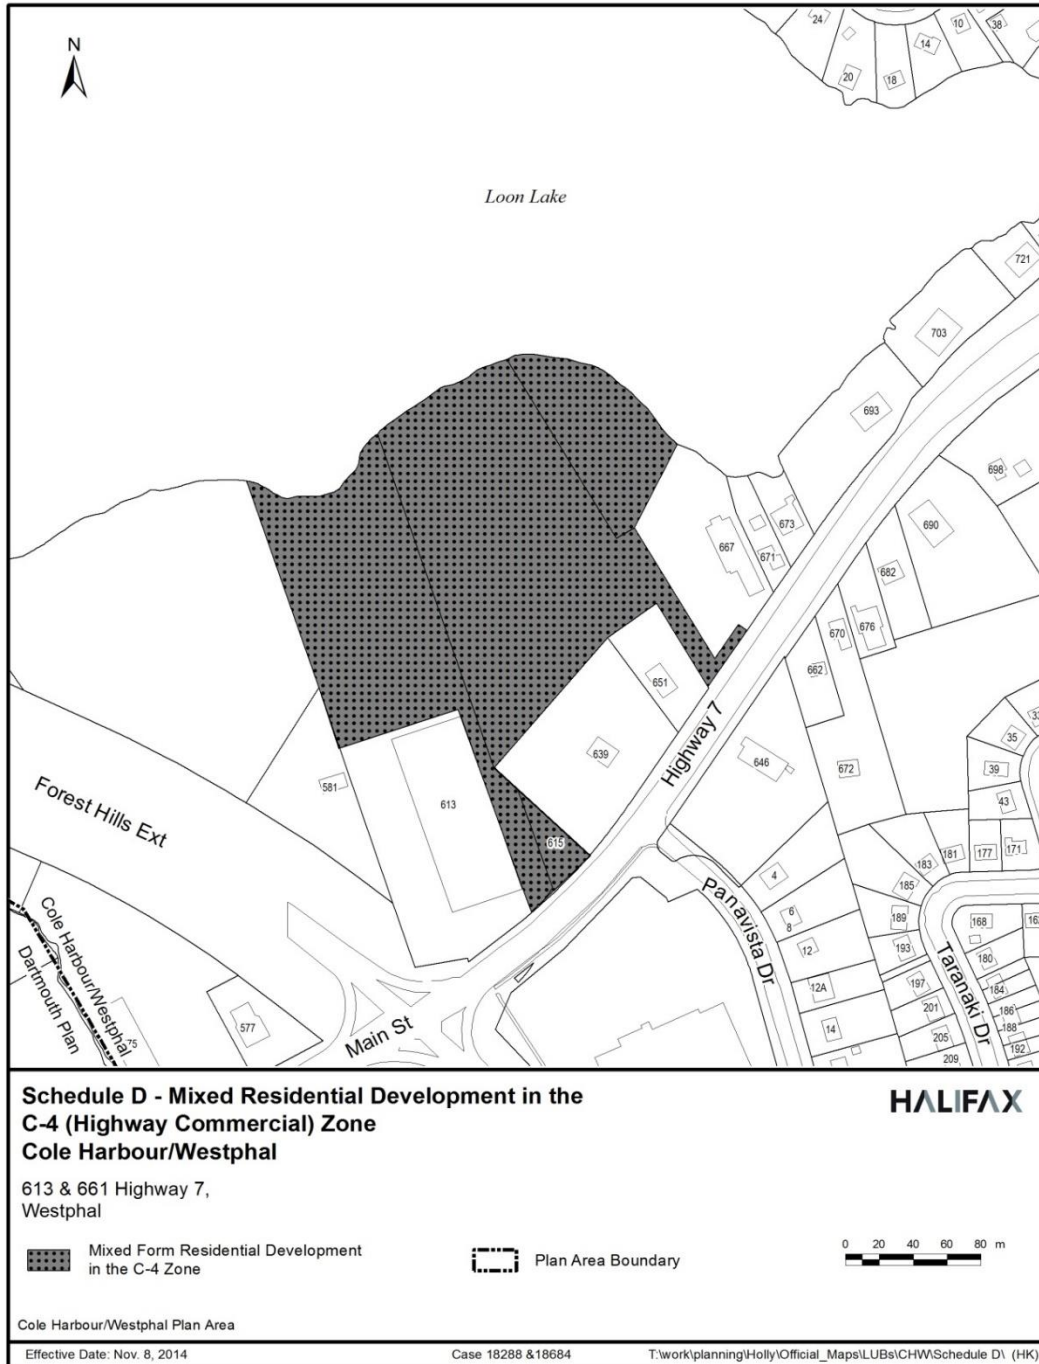 N
24
10
38
14
20
18
Loon Lake
721
703
693
698
673
690
667
671
682
676
670
662
651
Highway 7
33
35
639
646
672
39
581
43
Forest Hills Ext
613
615
181
177
171
183
4
185
Panavista Dr
6
8
189
168
Cole Harbour/Westphal
Dartmouth Plan
12
193
Taranaki Dr
180
12A
197
184
577
201
186
14
188
75
Main St
205
192
209
Schedule D - Mixed Residential Development in the
C-4 (Highway Commercial) Zone
Cole Harbour/Westphal
HALIFAX
613 & 661 Highway 7,
Westphal
Mixed Form Residential Development
in the C-4 Zone
Plan Area Boundary
0 20 40 60 80 m
Cole Harbour/Westphal Plan Area
Effective Date: Nov. 8, 2014
Case 18288 &18684
T:\work\planning\Holly\Official_Maps\LUBs\CHW\Schedule D\ (HK)